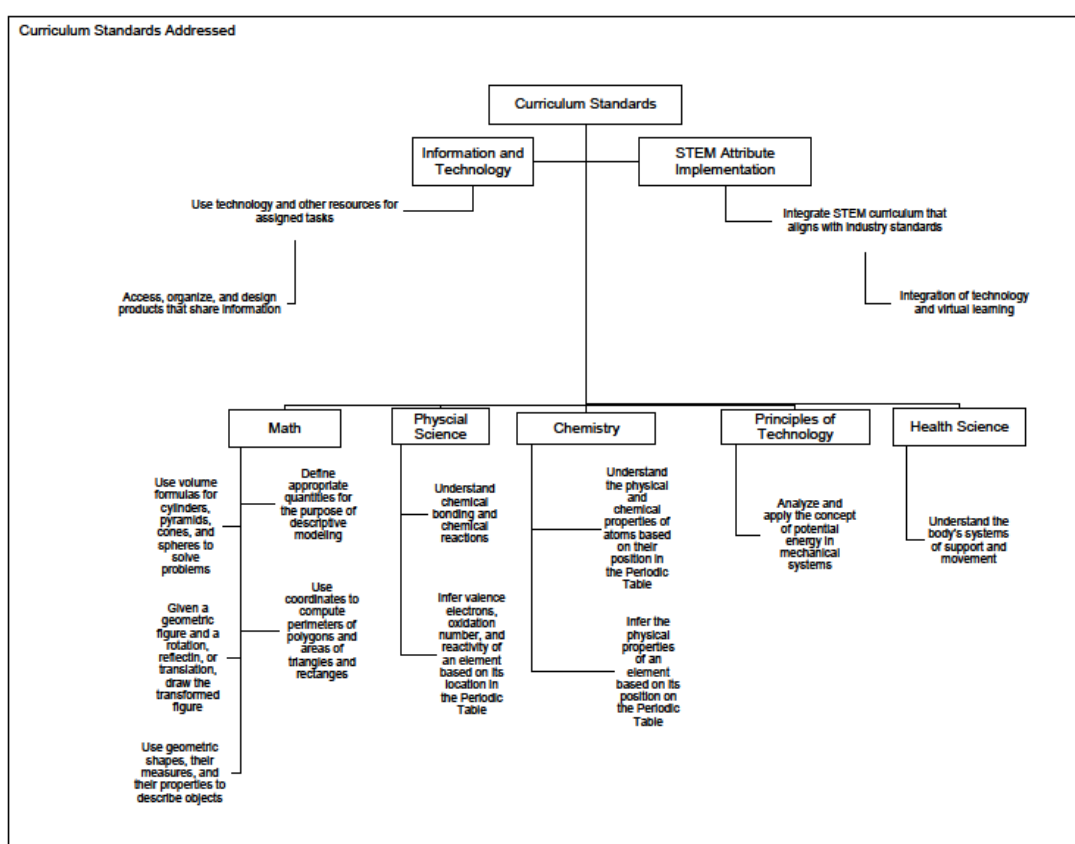 Curriculum Standards Addressed
Curriculum Standards
Information and
Technology
STEM Attribute
Implementation
Use technology and other resources for
assigned tasks
Integrate STEM curriculum that
aligns with industry standards
Access, organize, and design
products that share information
Integration of technology
and virtual learning
Math
Physcial
Science
Chemistry
Principles of
Technology
Health Science
Use volume
formulas for
cylinders,
pyramids,
cones, and
spheres to
solve
problems
Define
appropriate
quantities for
the purpose of
descriptive
modeling
Given a
geometric
figure and a
rotation,
reflectin, or
translation,
draw the
transformed
figure
Use
coordinates to
compute
perimeters of
polygons and
areas of
triangles and
rectanges
Use geometric
shapes, their
measures, and
their properties to
describe objects
Understand
chemical
bonding and
chemical
reactions
Infer valence
electrons,
oxidation
number, and
reactivity of
an element
based on its
location in
the Periodic
Table
Understand
the physical
and
chemical
properties of
atoms based
on their
position in
the Periodic
Table
Infer the
physical
properties
of an
element
based on its
position on
the Periodic
Table
Analyze and
apply the concept
of potential
energy in
mechanical
systems
Understand the
body's systems
of support and
movement